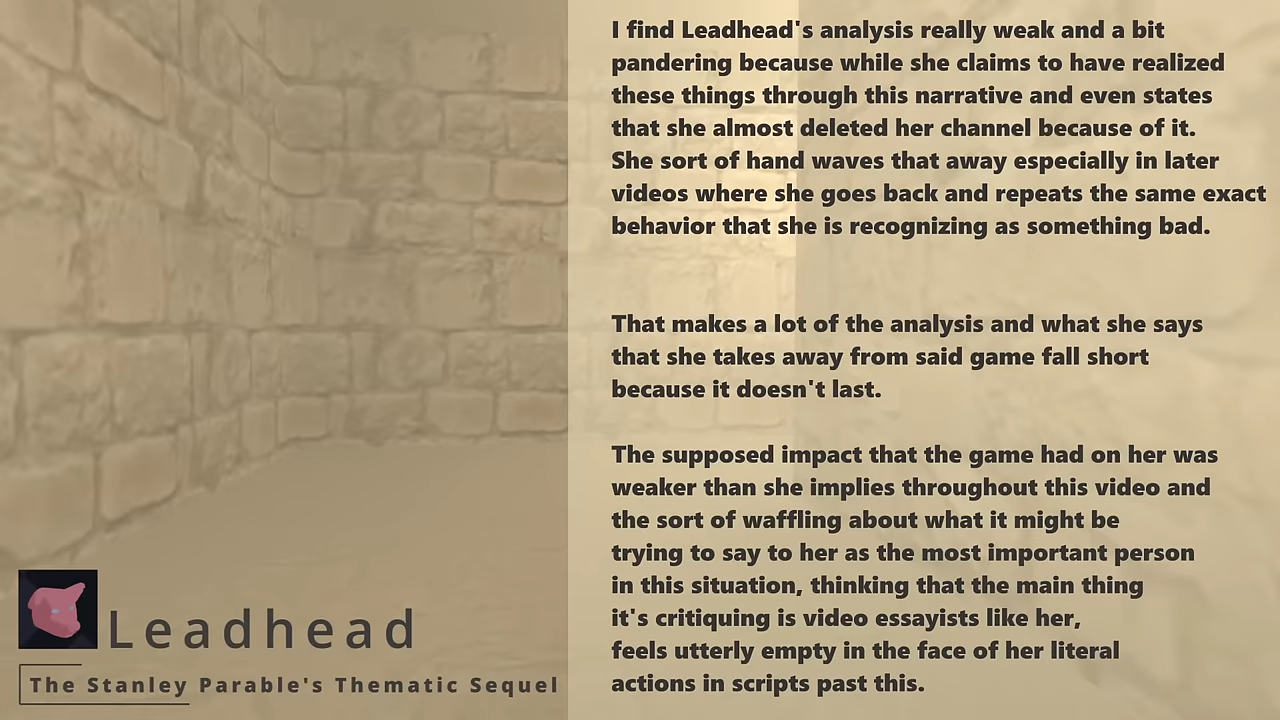 I find Leadhead's analysis really weak and a bit
pandering because while she claims to have realized
these things through this narrative and even states
that she almost deleted her channel because of it.
She sort of hand waves that away especially in later
videos where she goes back and repeats the same exact
behavior that she is recognizing as something bad.
That makes a lot of the analysis and what she says
that she takes away from said game fall short
because it doesn't last.
The supposed impact that the game had on her was
weaker than she implies throughout this video and
the sort of waffling about what it might be
trying to say to her as the most important person
in this situation, thinking that the main thing
it's critiquing is video essayists like her,
feels utterly empty in the face of her literal
actions in scripts past this.
Leadhead
The Stanley Parable's Thematic Sequel